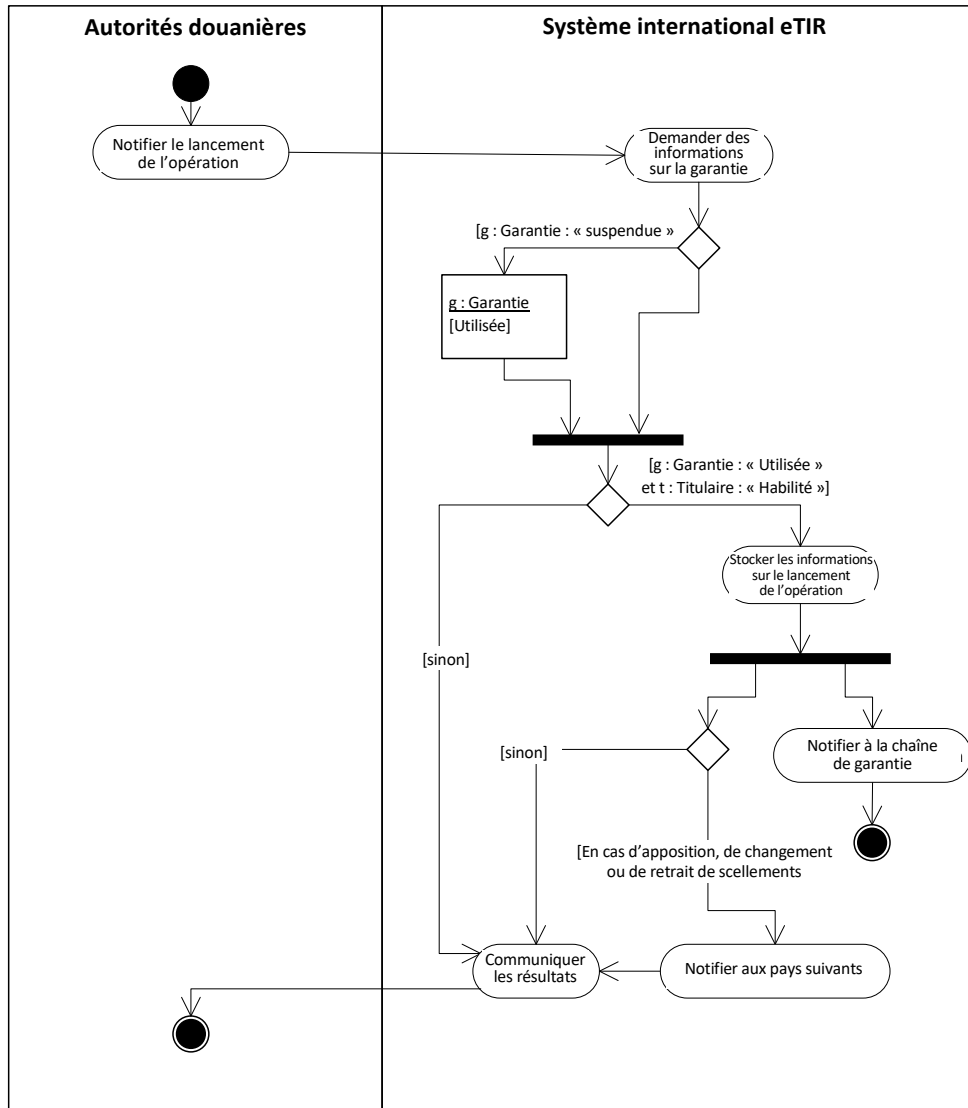 Autorités douanières
Système international eTIR
Notifier le lancement
de l’opération
Demander des
informations
sur la garantie
[g : Garantie : « suspendue »
g : Garantie
[Utilisée]
[g : Garantie : « Utilisée »
et t : Titulaire : « Habilité »]
Stocker les informations
sur le lancement
de l’opération
[sinon]
[sinon]
Notifier à la chaîne
de garantie
[En cas d’apposition, de changement
ou de retrait de scellements
Communiquer
les résultats
Notifier aux pays suivants